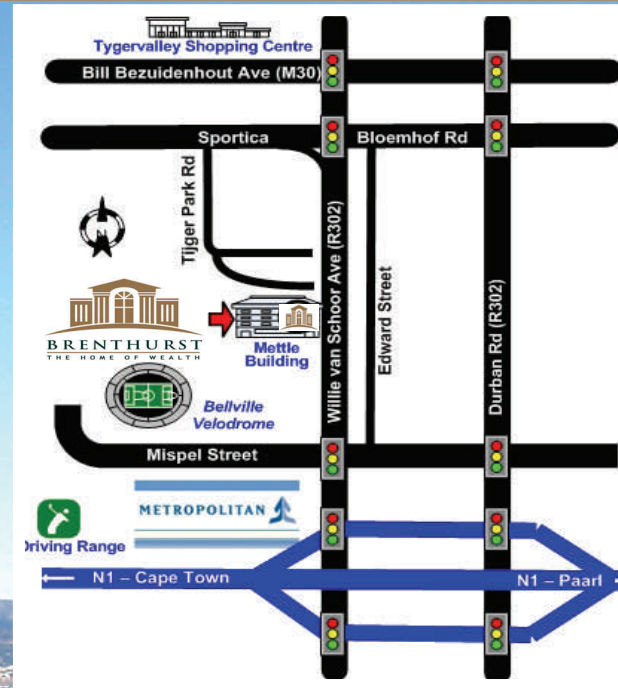 Tygervalley Shopping Centre
Bill Bezuidenhout Ave (M30)
Sportica
Bloemhof Rd
Tijger Park Rd
N
Willie van Schoor Ave (R302)
Edward Street
Durban Rd (R302)
BRENTHURST
THE HOME OF WEALTH
Mettle
Building
Bellville
Velodrome
Mispel Street
METROPOLITAN
Driving Range
N1 – Cape Town
N1 – Paarl